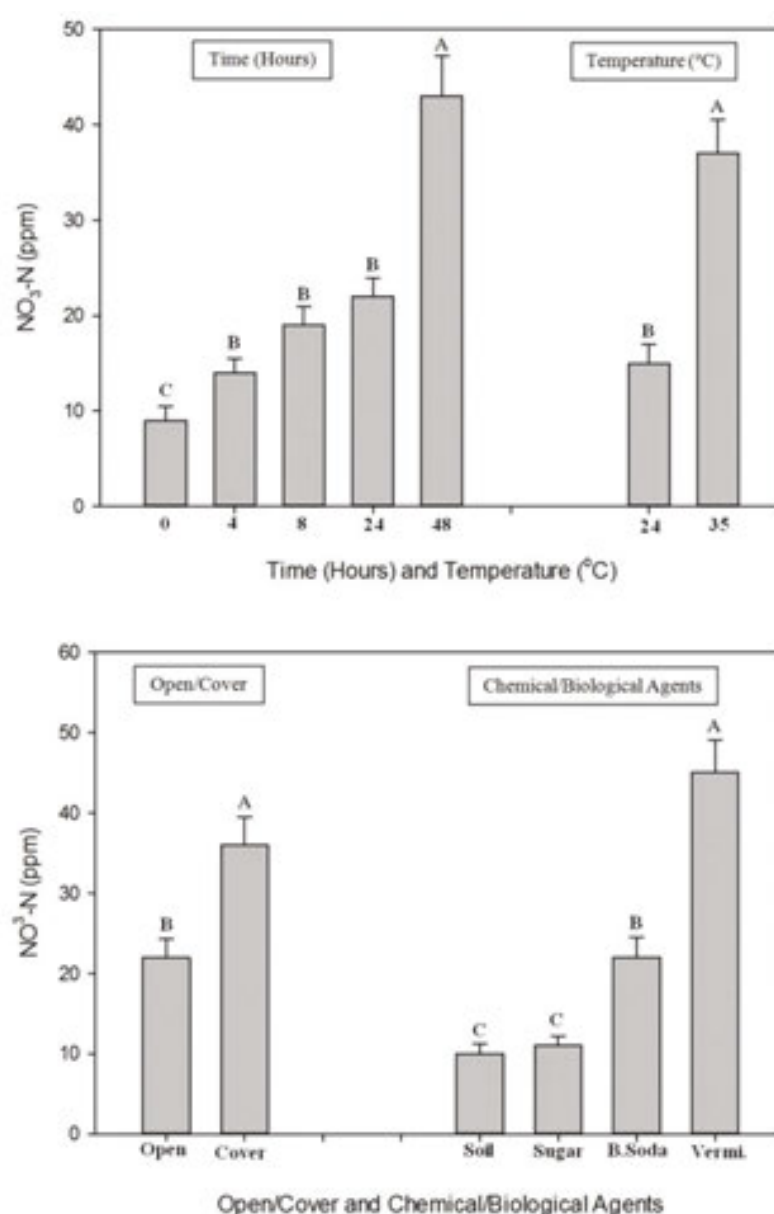 50
40
30
20
10
0
NO₃-N (ppm)
Time (Hours)
Temperature (°C)
C
B
B
B
A
B
A
0 4 8 24 48 24 35
Time (Hours) and Temperature (⁰C)
60
50
40
30
20
10
0
NO³-N (ppm)
Open/Cover
Chemical/Biological Agents
B
A
C
C
B
A
Open Cover Soil Sugar B.Soda Vermi.
Open/Cover and Chemical/Biological Agents